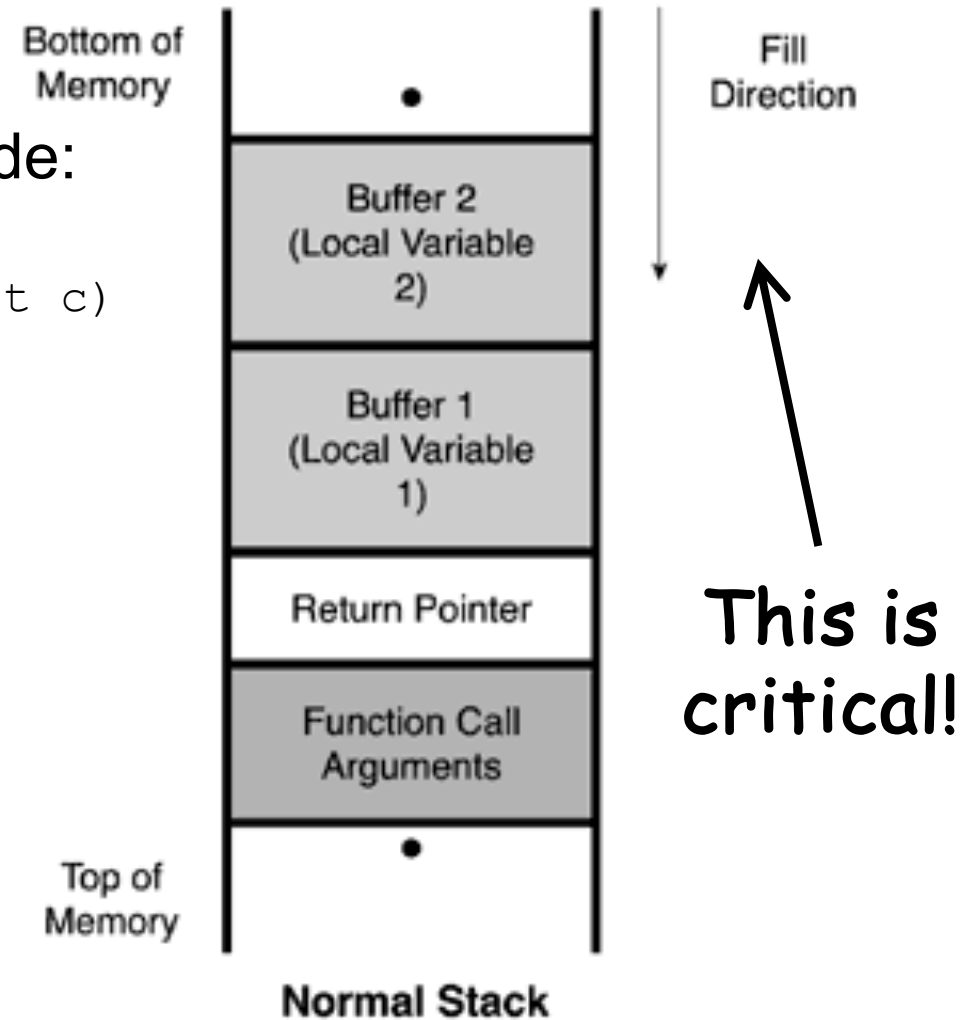 Bottom of
Memory
Fill
Direction
de:
Buffer 2
(Local Variable
2)
t c)
Buffer 1
(Local Variable
1)
Return Pointer
This is
critical!
Function Call
Arguments
Top of
Memory
Normal Stack